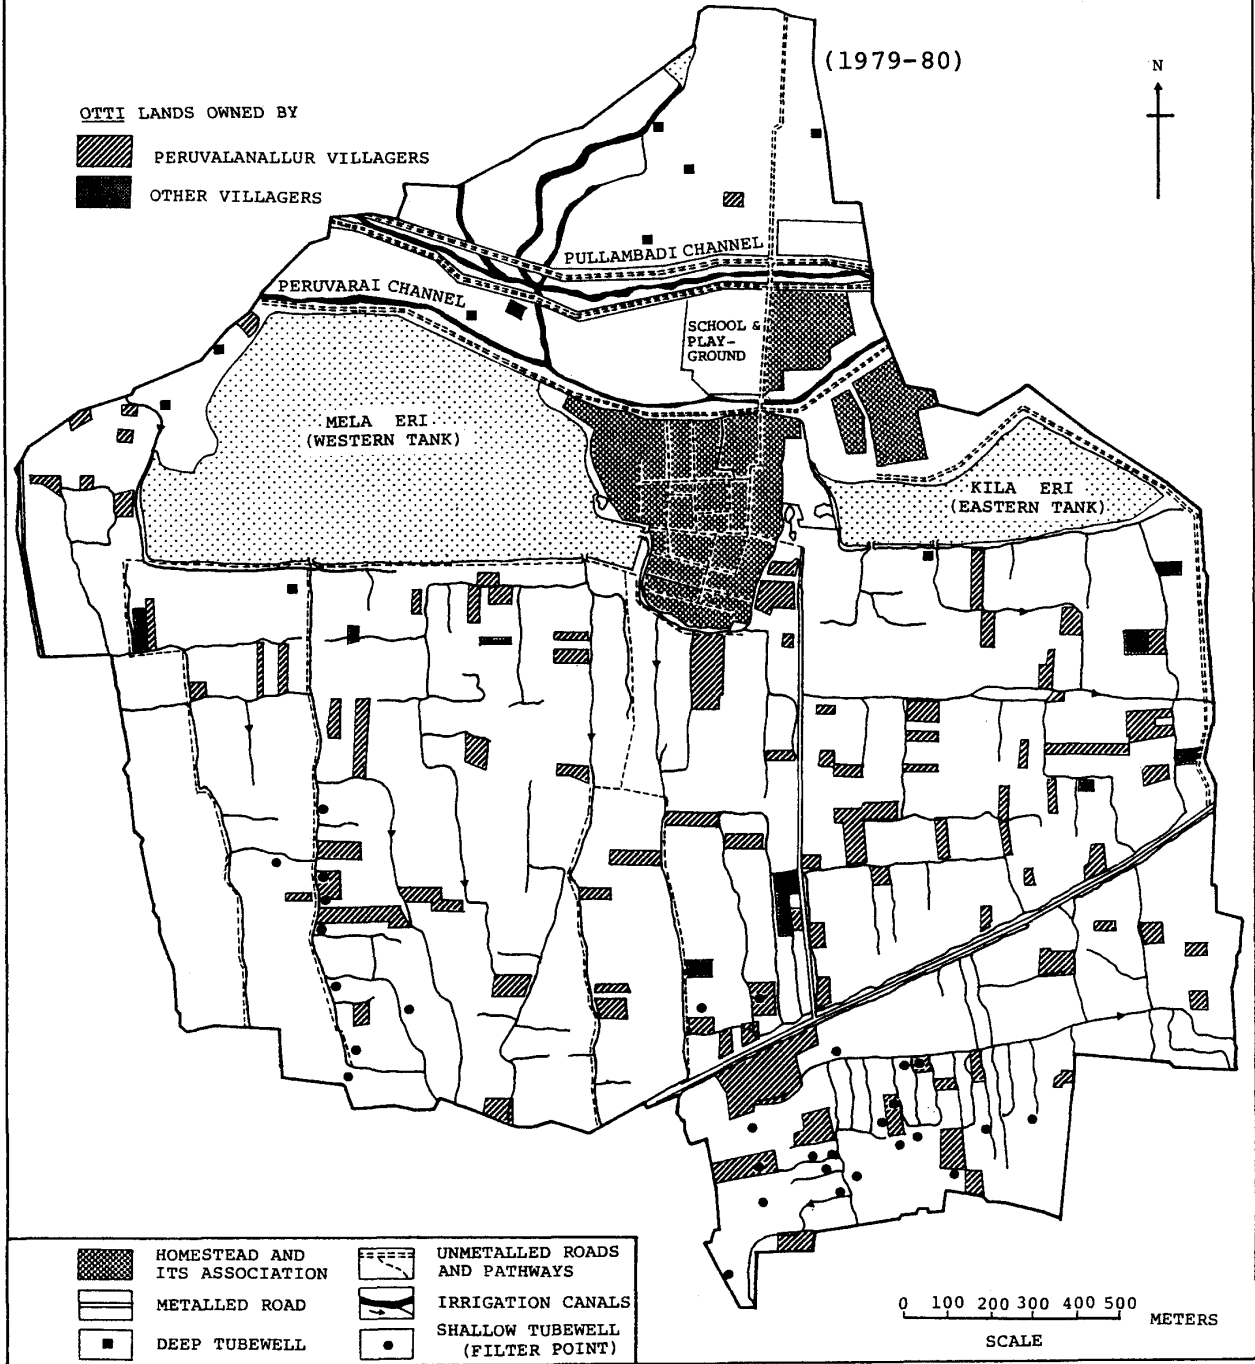 (1979-80)
N
OTTI LANDS OWNED BY
PERUVALANALLUR VILLAGERS
OTHER VILLAGERS
PULLAMBADI CHANNEL
PERUVARAI CHANNEL
SCHOOL &
PLAY-
GROUND
MELA ERI
(WESTERN TANK)
KILA ERI
(EASTERN TANK)
HOMESTEAD AND
ITS ASSOCIATION
METALLED ROAD
DEEP TUBEWELL
UNMETALLED ROADS
AND PATHWAYS
IRRIGATION CANALS
SHALLOW TUBEWELL
(FILTER POINT)
0 100 200 300 400 500
METERS
SCALE